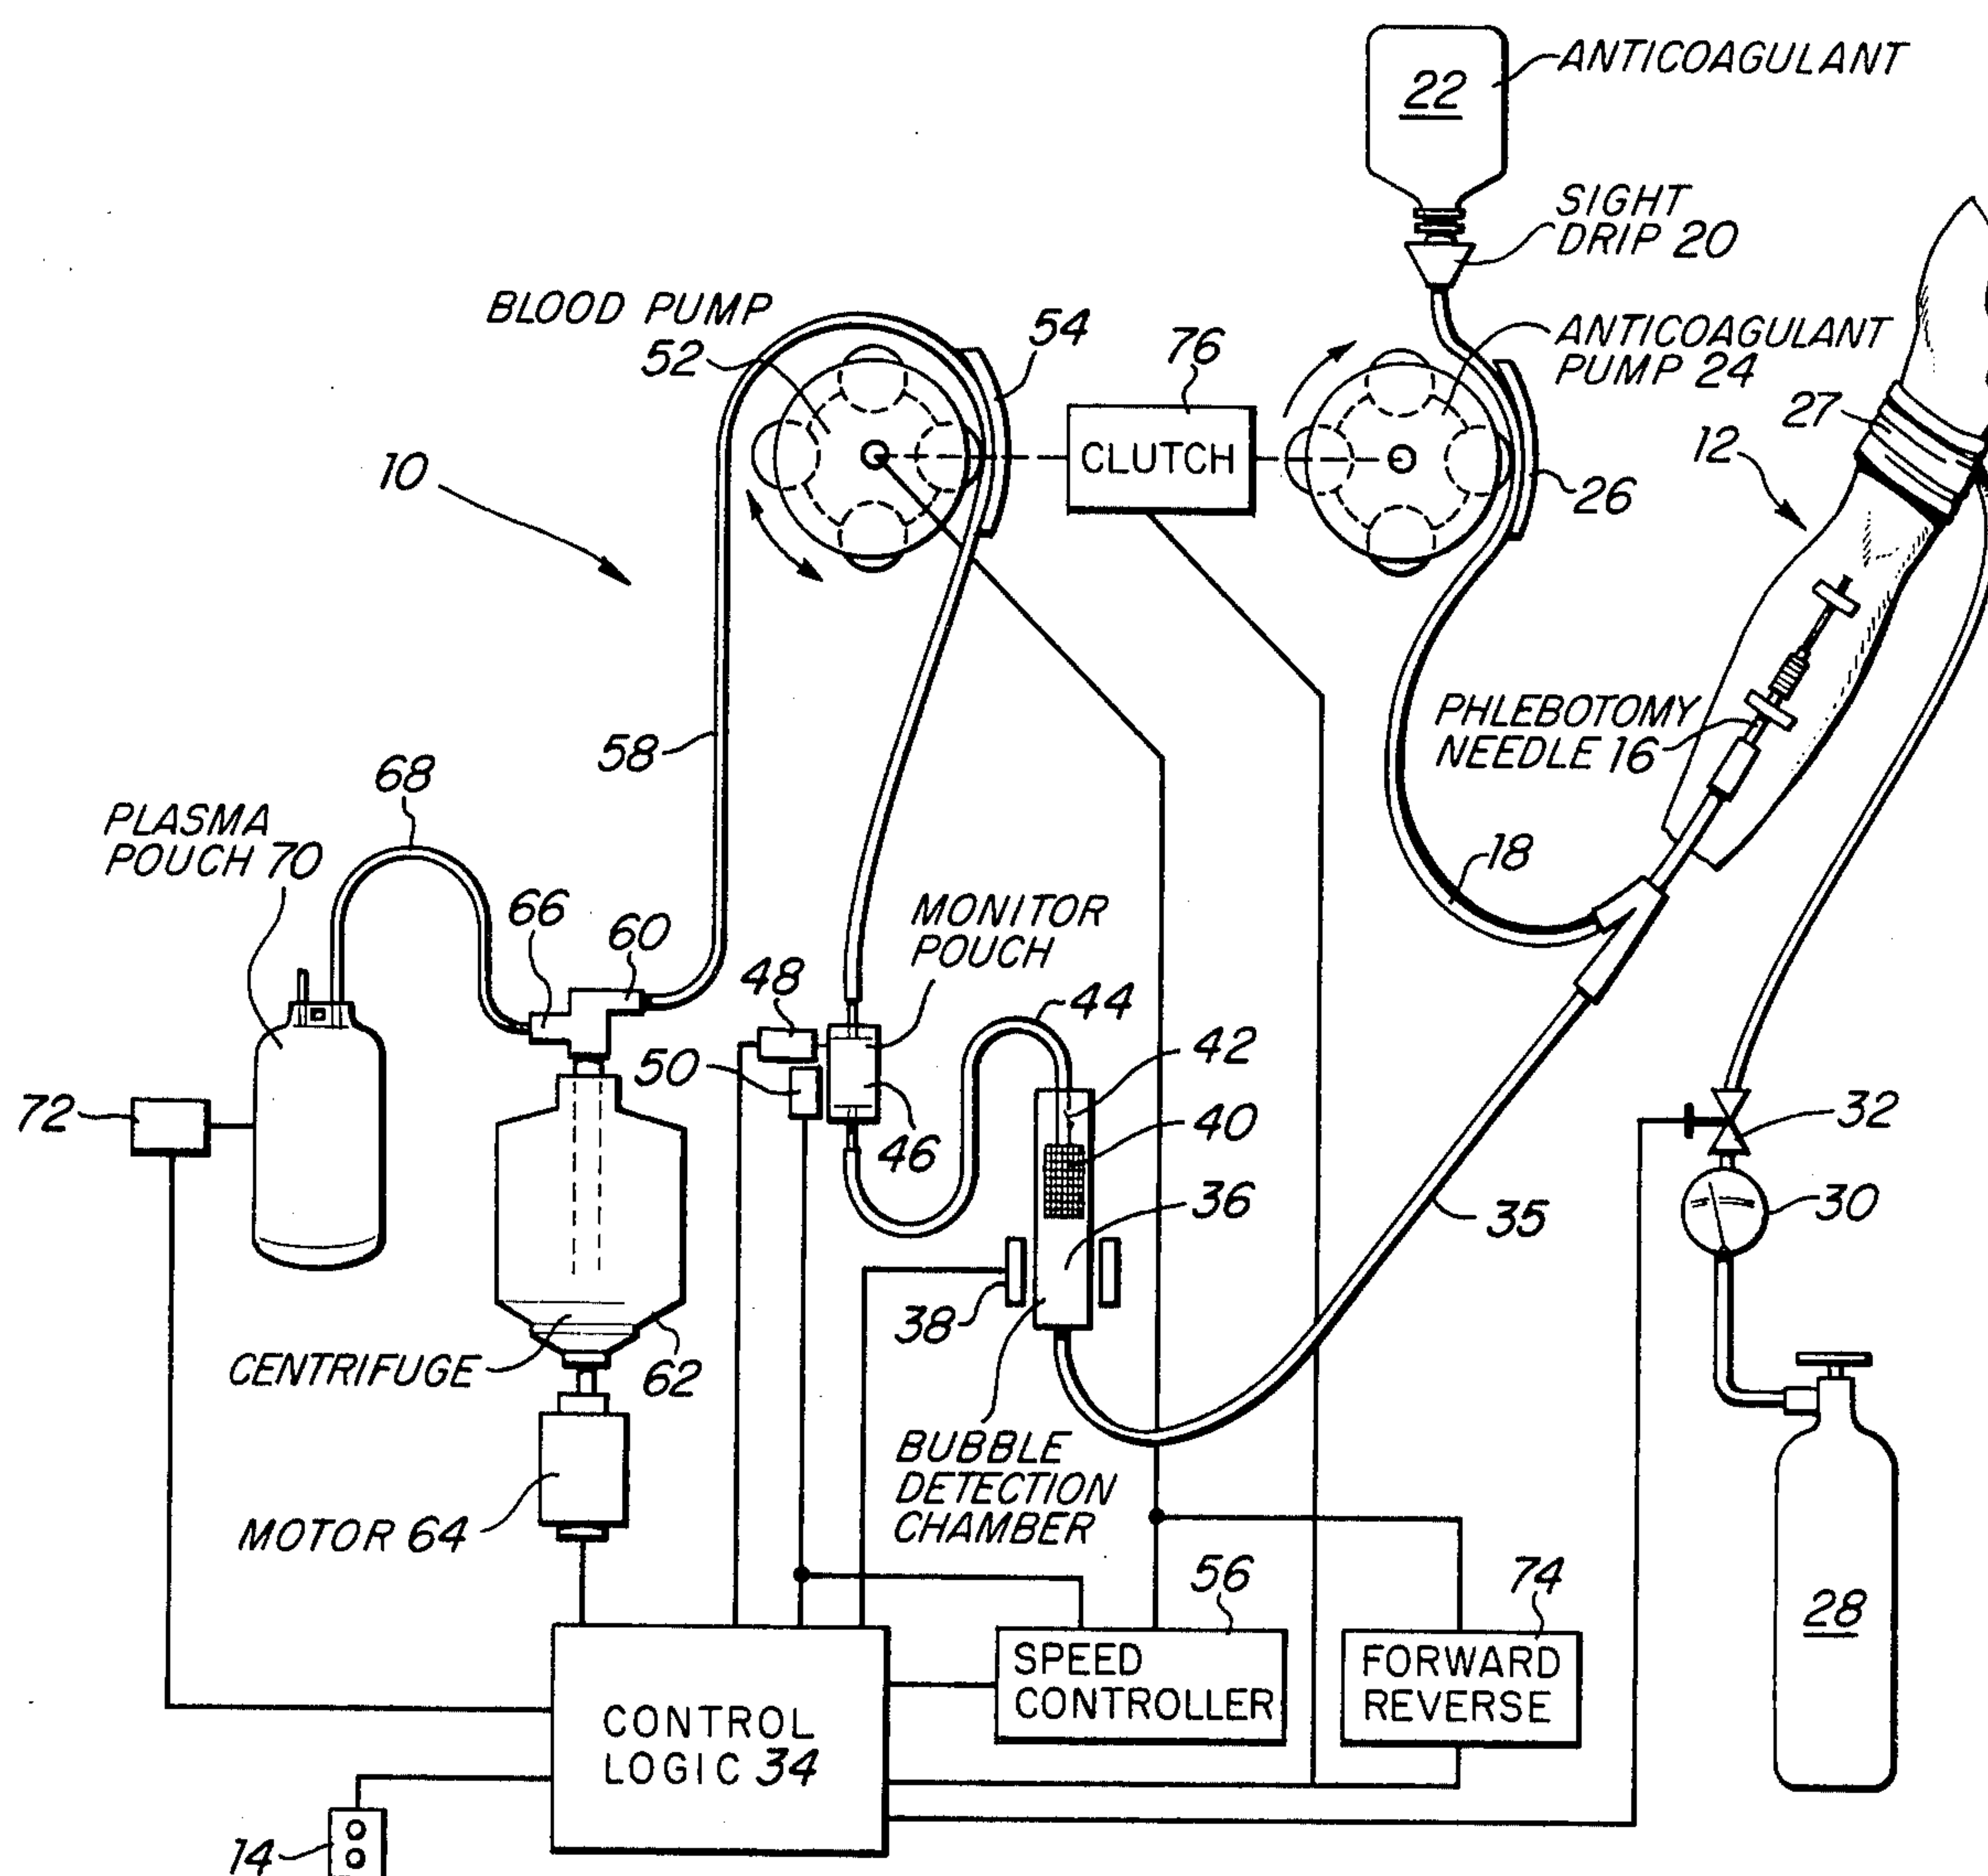 22
ANTICOAGULANT
SIGHT
DRIP 20
BLOOD PUMP
52
54
76
CLUTCH
ANTICOAGULANT
PUMP 24
27
12
26
10
PHLEBOTOMY
NEEDLE 16
58
68
PLASMA
POUCH 70
18
66
60
MONITOR
POUCH
48
44
50
42
72
40
32
46
36
30
35
38
CENTRIFUGE
62
BUBBLE
DETECTION
CHAMBER
MOTOR 64
56
74
28
SPEED
CONTROLLER
FORWARD
REVERSE
CONTROL
LOGIC 34
14